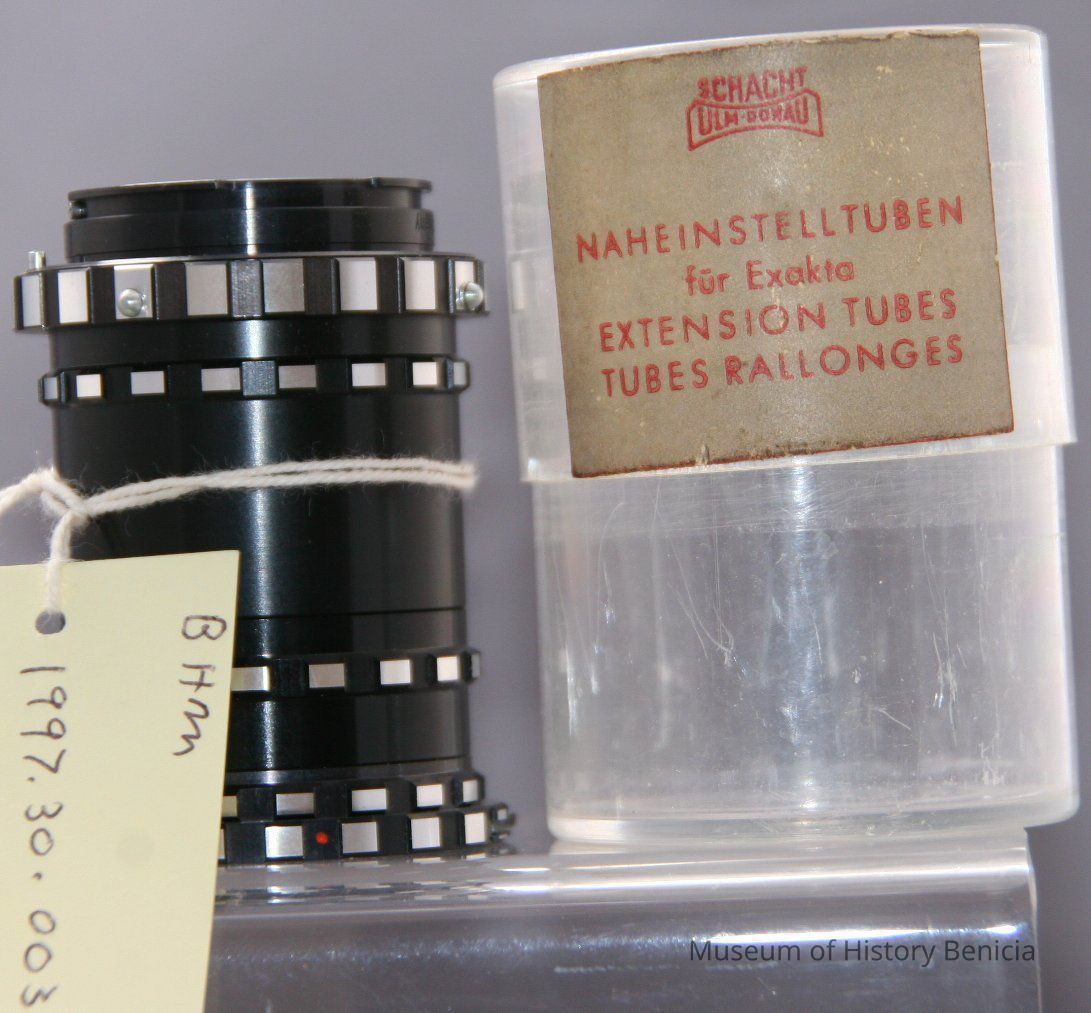 SCHACHT
ULM-DONAU
NAHEINSTELLTUBEN
für Exakta
EXTENSION TUBES
TUBES RALLONGES
BHM
1997.30.003
Museum of History Benicia